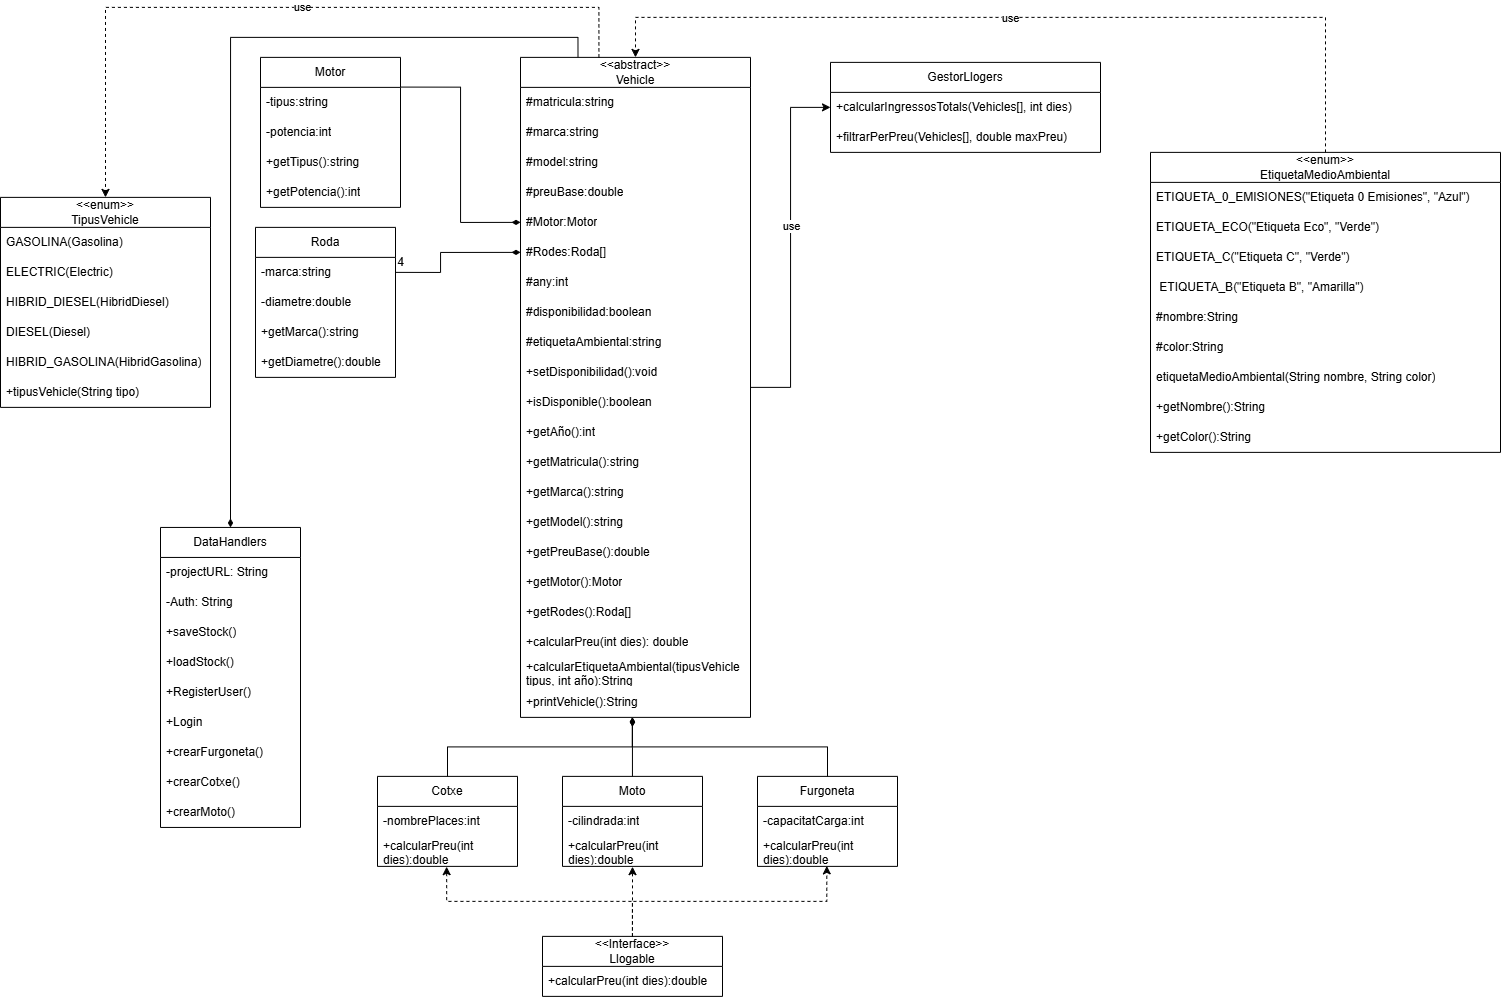 use
use
Motor
-tipus:string
-potencia:int
+getTipus():string
+getPotencia():int
<<abstract>>
Vehicle
#matricula:string
#marca:string
#model:string
#preuBase:double
#Motor:Motor
#Rodes:Roda[]
#any:int
#disponibilidad:boolean
#etiquetaAmbiental:string
+setDisponibilidad():void
+isDisponible():boolean
+getAño():int
+getMatricula():string
+getMarca():string
+getModel():string
+getPreuBase():double
+getMotor():Motor
+getRodes():Roda[]
+calcularPreu(int dies): double
+calcularEtiquetaAmbiental(tipusVehicle
tipus, int año):String
+printVehicle():String
GestorLlogers
+calcularIngressosTotals(Vehicles[], int dies)
+filtrarPerPreu(Vehicles[], double maxPreu)
use
<<enum>>
EtiquetaMedioAmbiental
ETIQUETA_0_EMISIONES("Etiqueta 0 Emisiones", "Azul")
ETIQUETA_ECO("Etiqueta Eco", "Verde")
ETIQUETA_C("Etiqueta C", "Verde")
ETIQUETA_B("Etiqueta B", "Amarilla")
#nombre:String
#color:String
etiquetaMedioAmbiental(String nombre, String color)
+getNombre():String
+getColor():String
<<enum>>
TipusVehicle
GASOLINA(Gasolina)
ELECTRIC(Electric)
HIBRID_DIESEL(HibridDiesel)
DIESEL(Diesel)
HIBRID_GASOLINA(HibridGasolina)
+tipusVehicle(String tipo)
Roda
4
-marca:string
-diametre:double
+getMarca():string
+getDiametre():double
DataHandlers
-projectURL: String
-Auth: String
+saveStock()
+loadStock()
+RegisterUser()
+Login
+crearFurgoneta()
+crearCotxe()
+crearMoto()
Cotxe
-nombrePlaces:int
+calcularPreu(int
dies):double
Moto
-cilindrada:int
+calcularPreu(int
dies):double
Furgoneta
-capacitatCarga:int
+calcularPreu(int
dies):double
<<Interface>>
Llogable
+calcularPreu(int dies):double